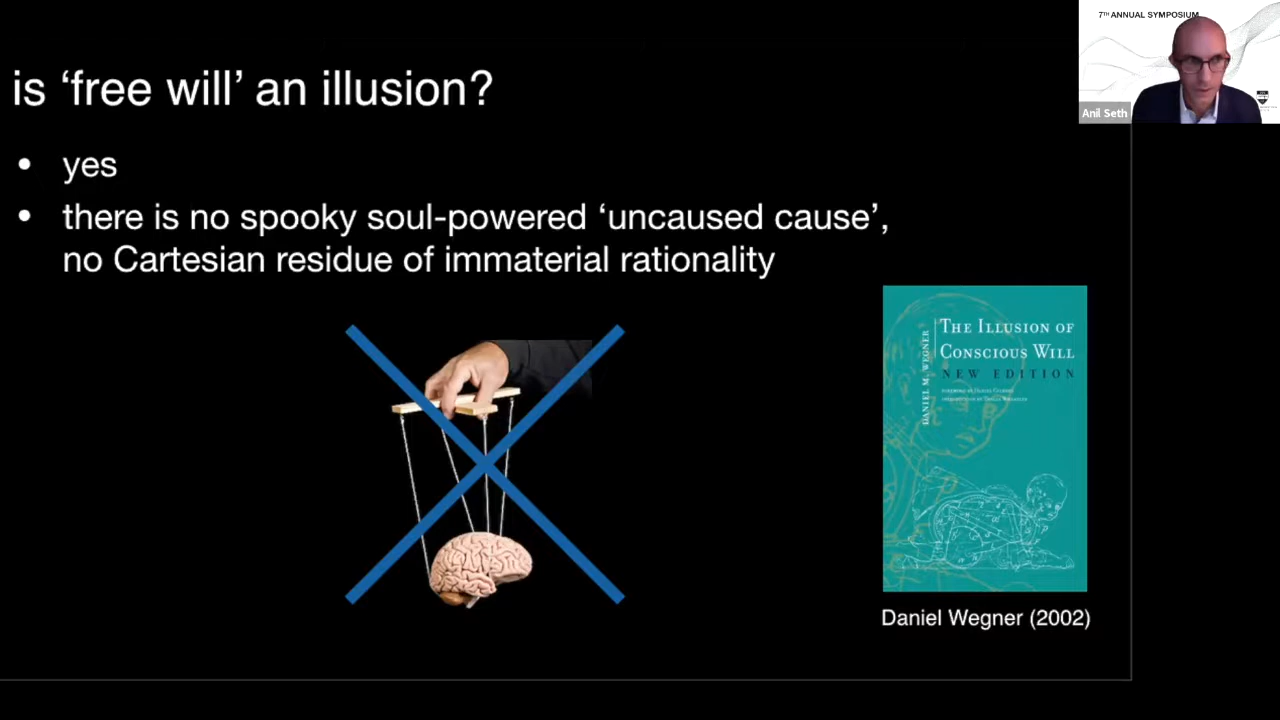 7TH ANNUAL SYMPOSIUM
Anil Seth
is ‘free will’ an illusion?
• yes
• there is no spooky soul-powered ‘uncaused cause’,
no Cartesian residue of immaterial rationality
DANIEL M. WEGNER
THE ILLUSION OF
CONSCIOUS WILL
NEW EDITION
Daniel Wegner (2002)